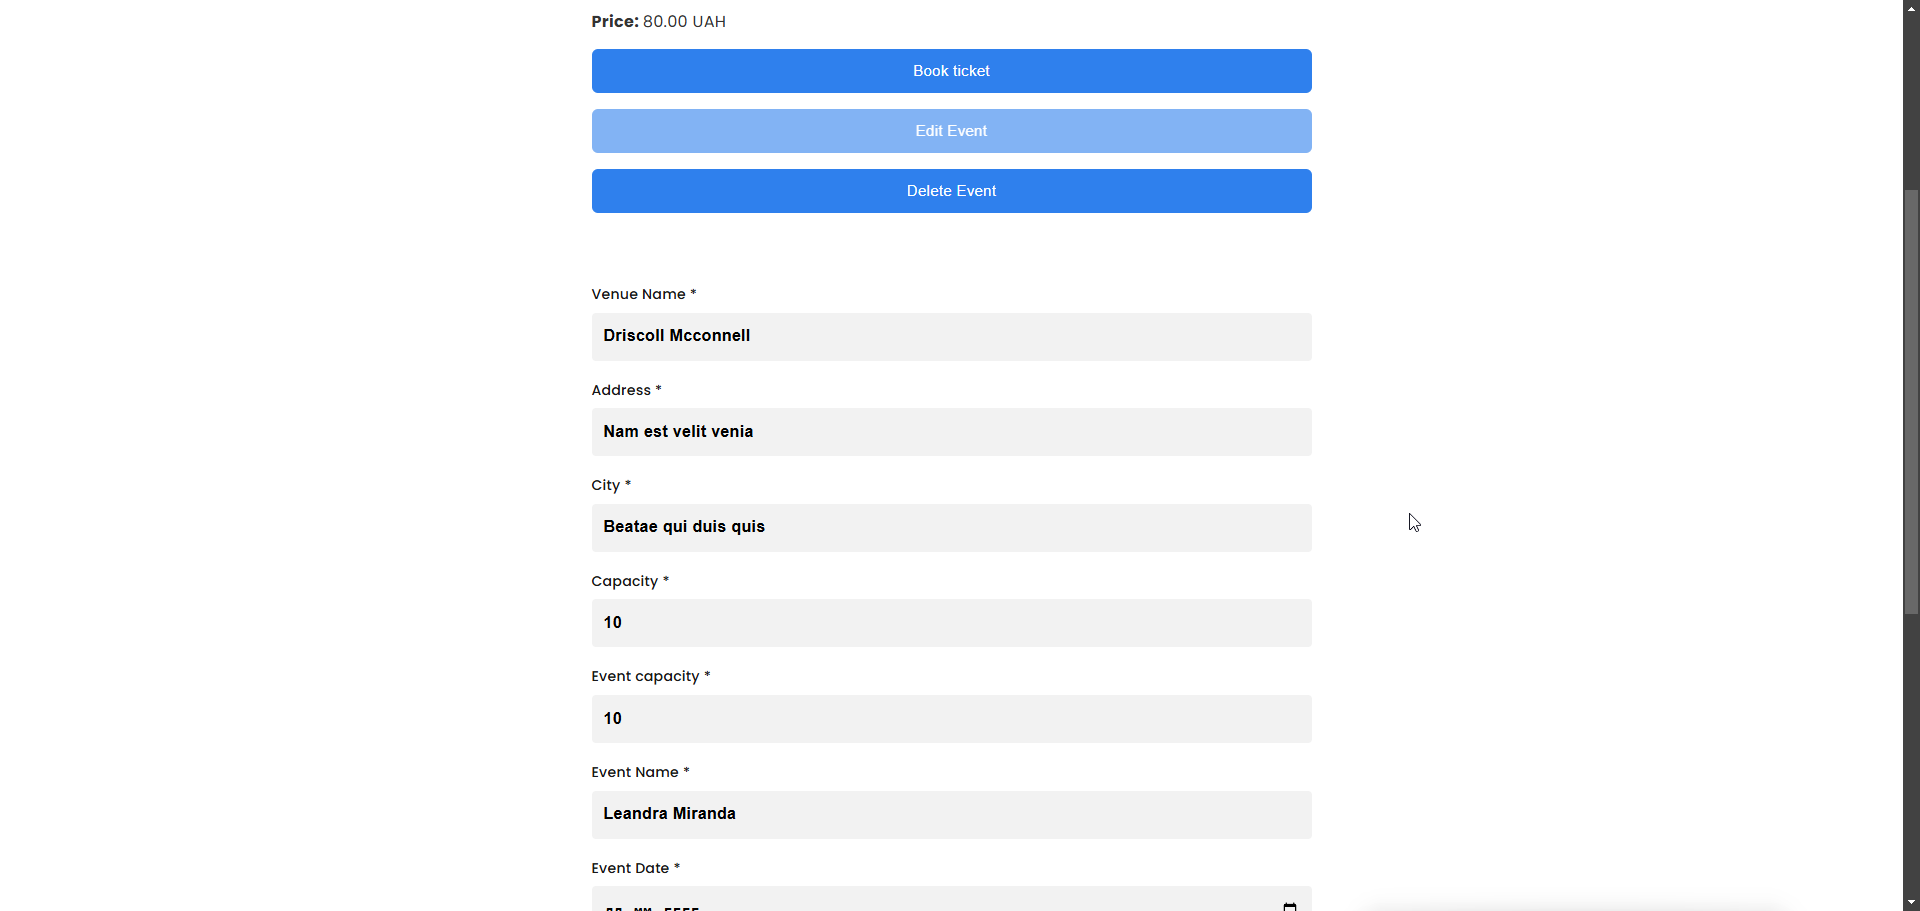 Price: 80.00 UAH
Book ticket
Edit Event
Delete Event
Venue Name *
Driscoll Mcconnell
Address *
Nam est velit venia
City *
Beatae qui duis quis
Capacity *
10
Event capacity *
10
Event Name *
Leandra Miranda
Event Date *